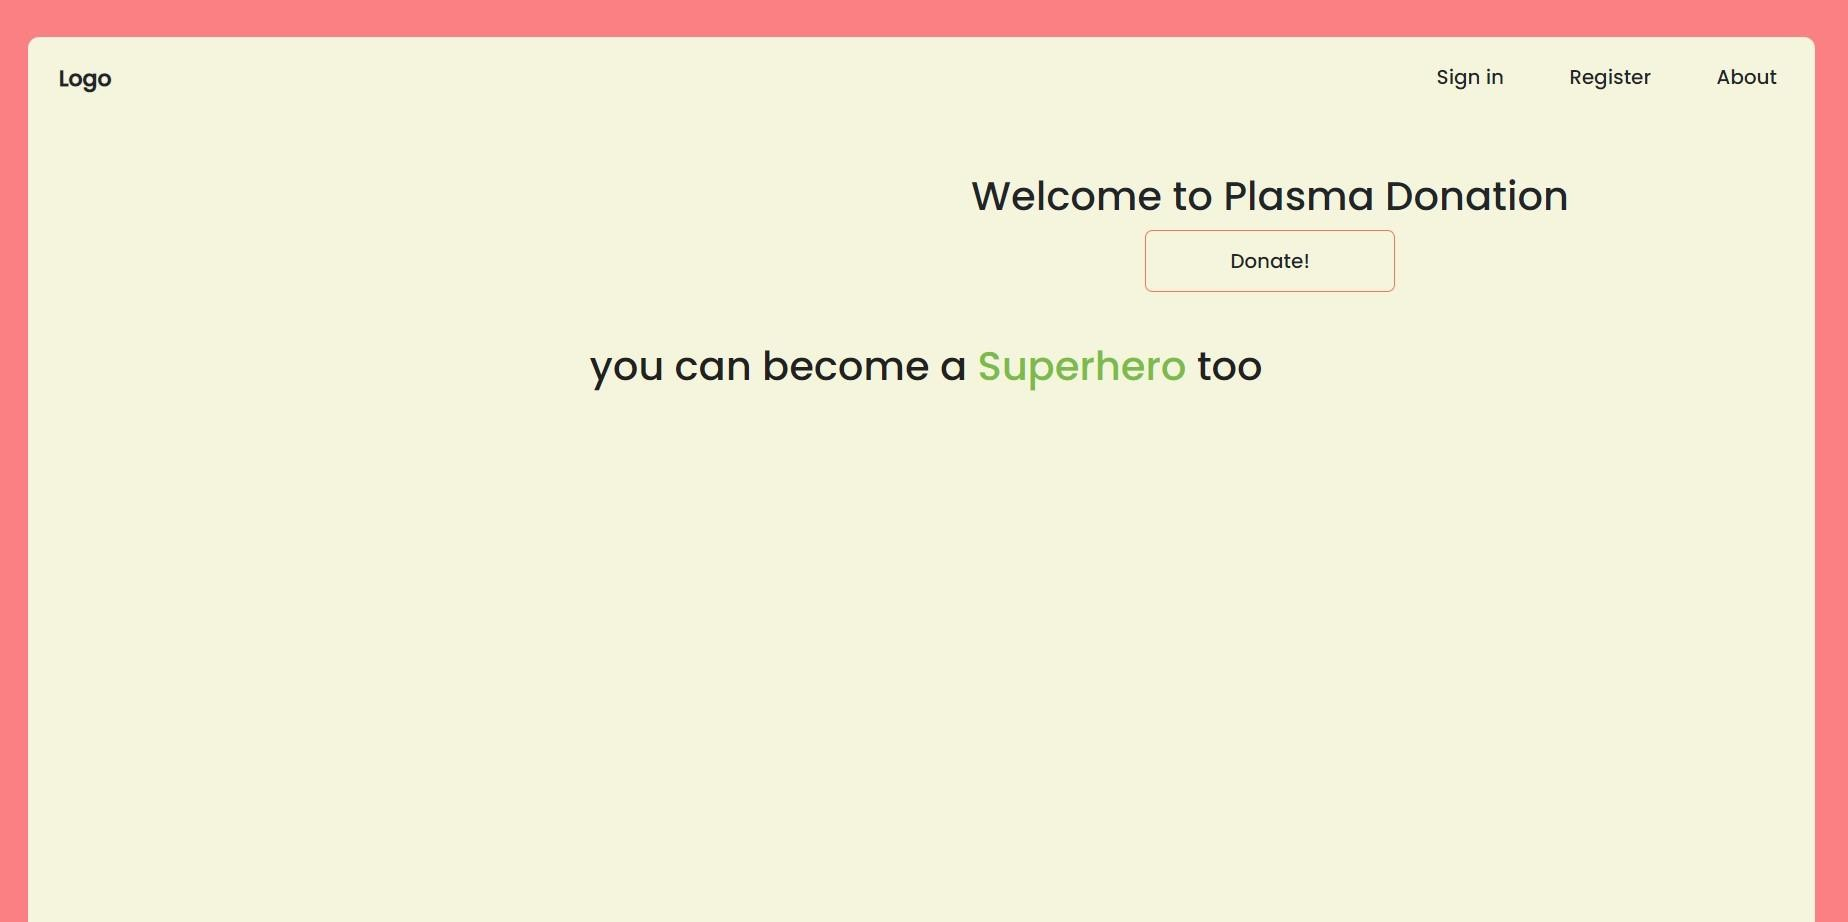 Logo
Sign in Register About
Welcome to Plasma Donation
Donate!
you can become a Superhero too